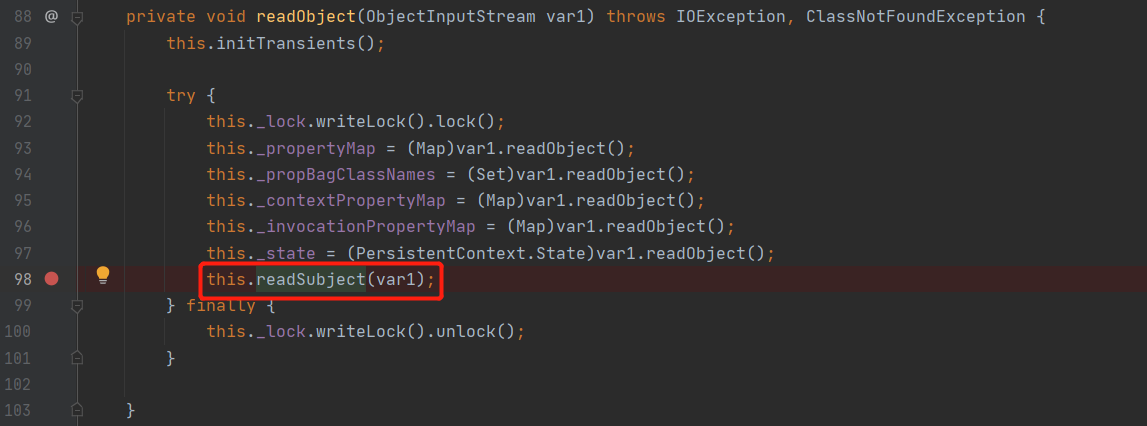 88 @ private void readObject(ObjectInputStream var1) throws IOException, ClassNotFoundException {
89 this.initTransients();
90
91 try {
92 this._lock.writeLock().lock();
93 this._propertyMap = (Map)var1.readObject();
94 this._propBagClassNames = (Set)var1.readObject();
95 this._contextPropertyMap = (Map)var1.readObject();
96 this._invocationPropertyMap = (Map)var1.readObject();
97 this._state = (PersistentContext.State)var1.readObject();
98 this.readSubject(var1);
99 } finally {
100 this._lock.writeLock().unlock();
101 }
102
103 }